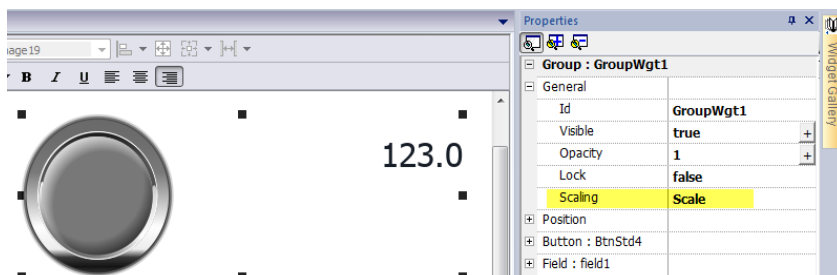 Properties
age19
B I U
Group : GroupWgt1
General
Id GroupWgt1
Visible true +
Opacity 1 +
Lock false
Scaling Scale
Position
Button : BtnStd4
Field : field1
123.0
Widget Gallery